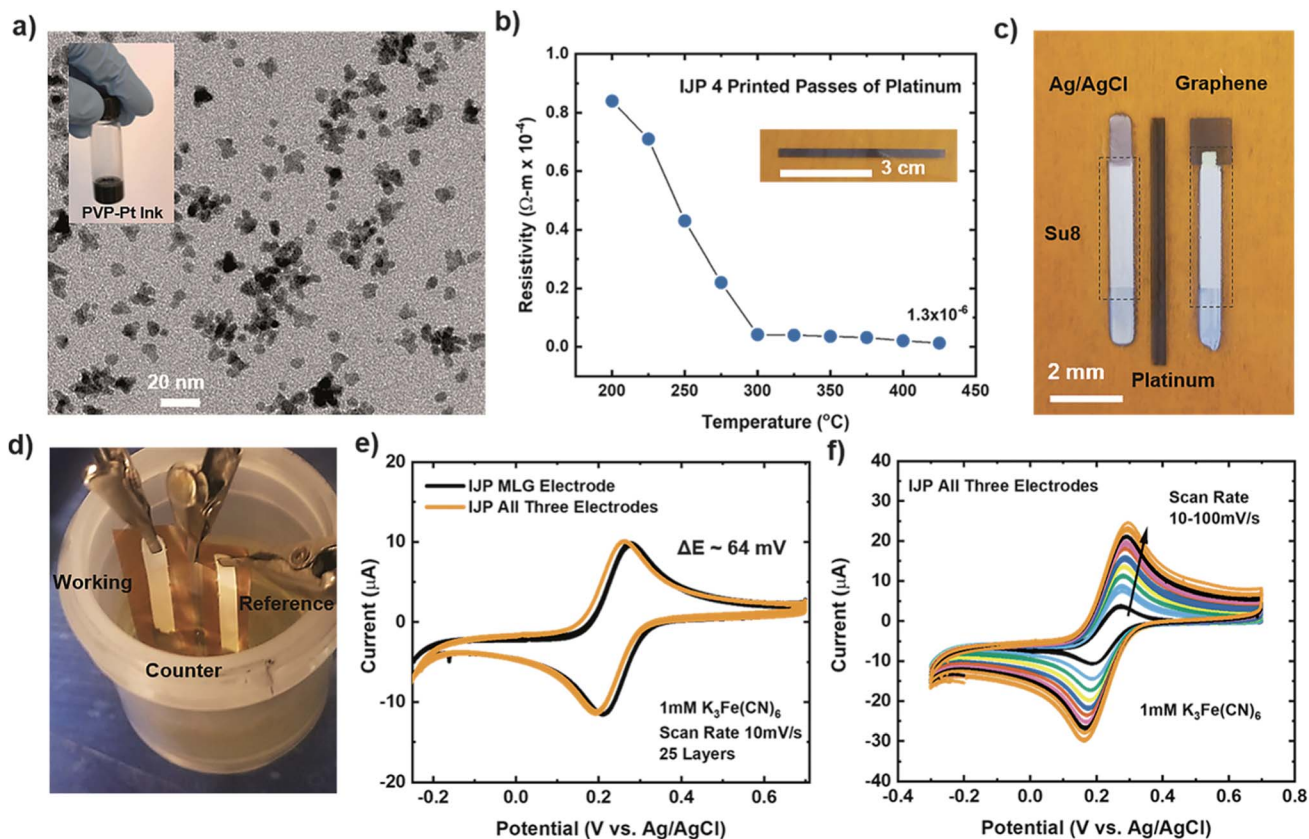 a)
PVP-Pt Ink
20 nm
b)
IJP 4 Printed Passes of Platinum
3 cm
1.3x10⁻⁶
Resistivity (Ω-m x 10⁻⁴)
1.0
0.8
0.6
0.4
0.2
0.0
200 250 300 350 400 450
Temperature (°C)
c)
Ag/AgCl Graphene
Su8
Platinum
2 mm
d)
Working
Reference
Counter
e)
IJP MLG Electrode
IJP All Three Electrodes
ΔE ~ 64 mV
1mM K₃Fe(CN)₆
Scan Rate 10mV/s
25 Layers
Current (μA)
20
10
0
-10
-20
-0.2 0.0 0.2 0.4 0.6
Potential (V vs. Ag/AgCl)
f)
IJP All Three Electrodes
Scan Rate
10-100mV/s
1mM K₃Fe(CN)₆
Current (μA)
40
30
20
10
0
-10
-20
-30
-40
-0.4 -0.2 0.0 0.2 0.4 0.6 0.8
Potential (V vs. Ag/AgCl)